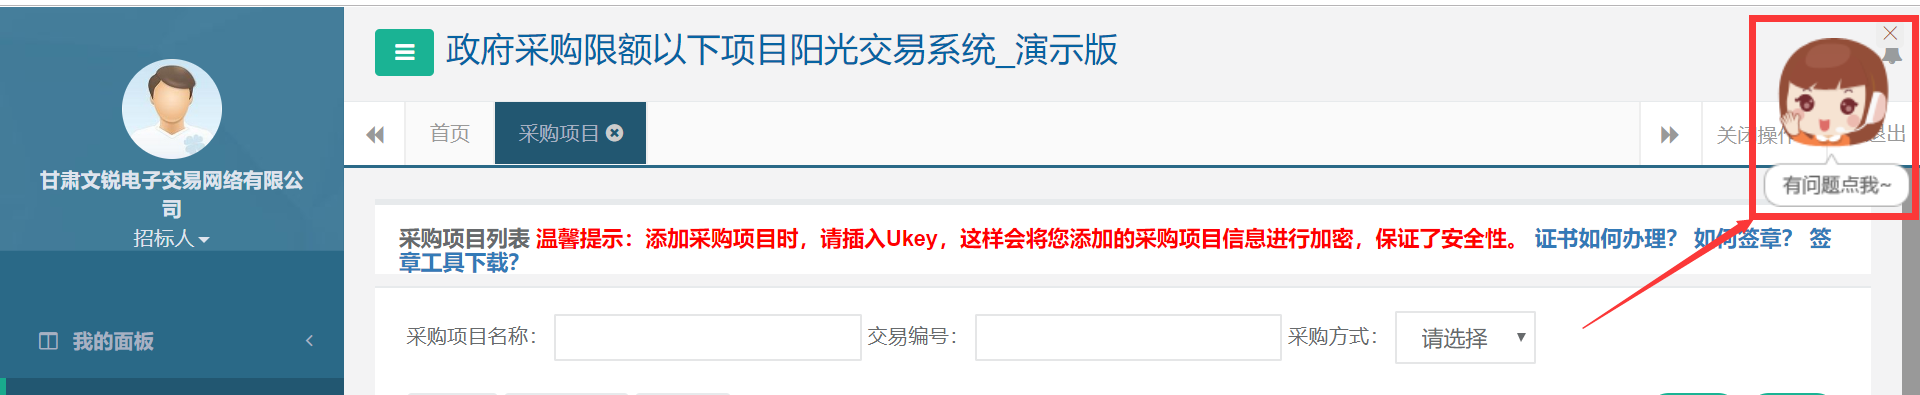 政府采购限额以下项目阳光交易系统_演示版
首页
采购项目
关闭操作
退出
有问题点我~
甘肃文锐电子交易网络有限公
司
招标人
我的面板
采购项目列表 温馨提示：添加采购项目时，请插入Ukey，这样会将您添加的采购项目信息进行加密，保证了安全性。 证书如何办理？ 如何签章？ 签
章工具下载？
采购项目名称： 交易编号： 采购方式： 请选择